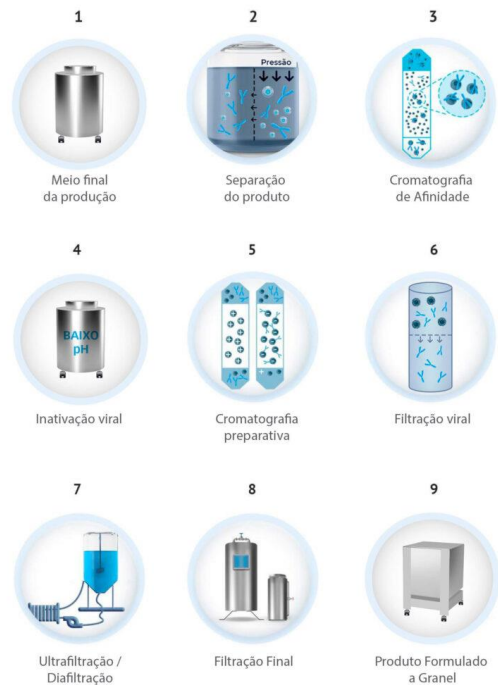 1
2
3
Pressão
Meio final
da produção
Separação
do produto
Cromatografia
de Afinidade
4
5
6
BAIXO
pH
Inativação viral
Cromatografia
preparativa
Filtração viral
7
8
9
Ultrafiltração /
Diafiltração
Filtração Final
Produto Formulado
a Granel